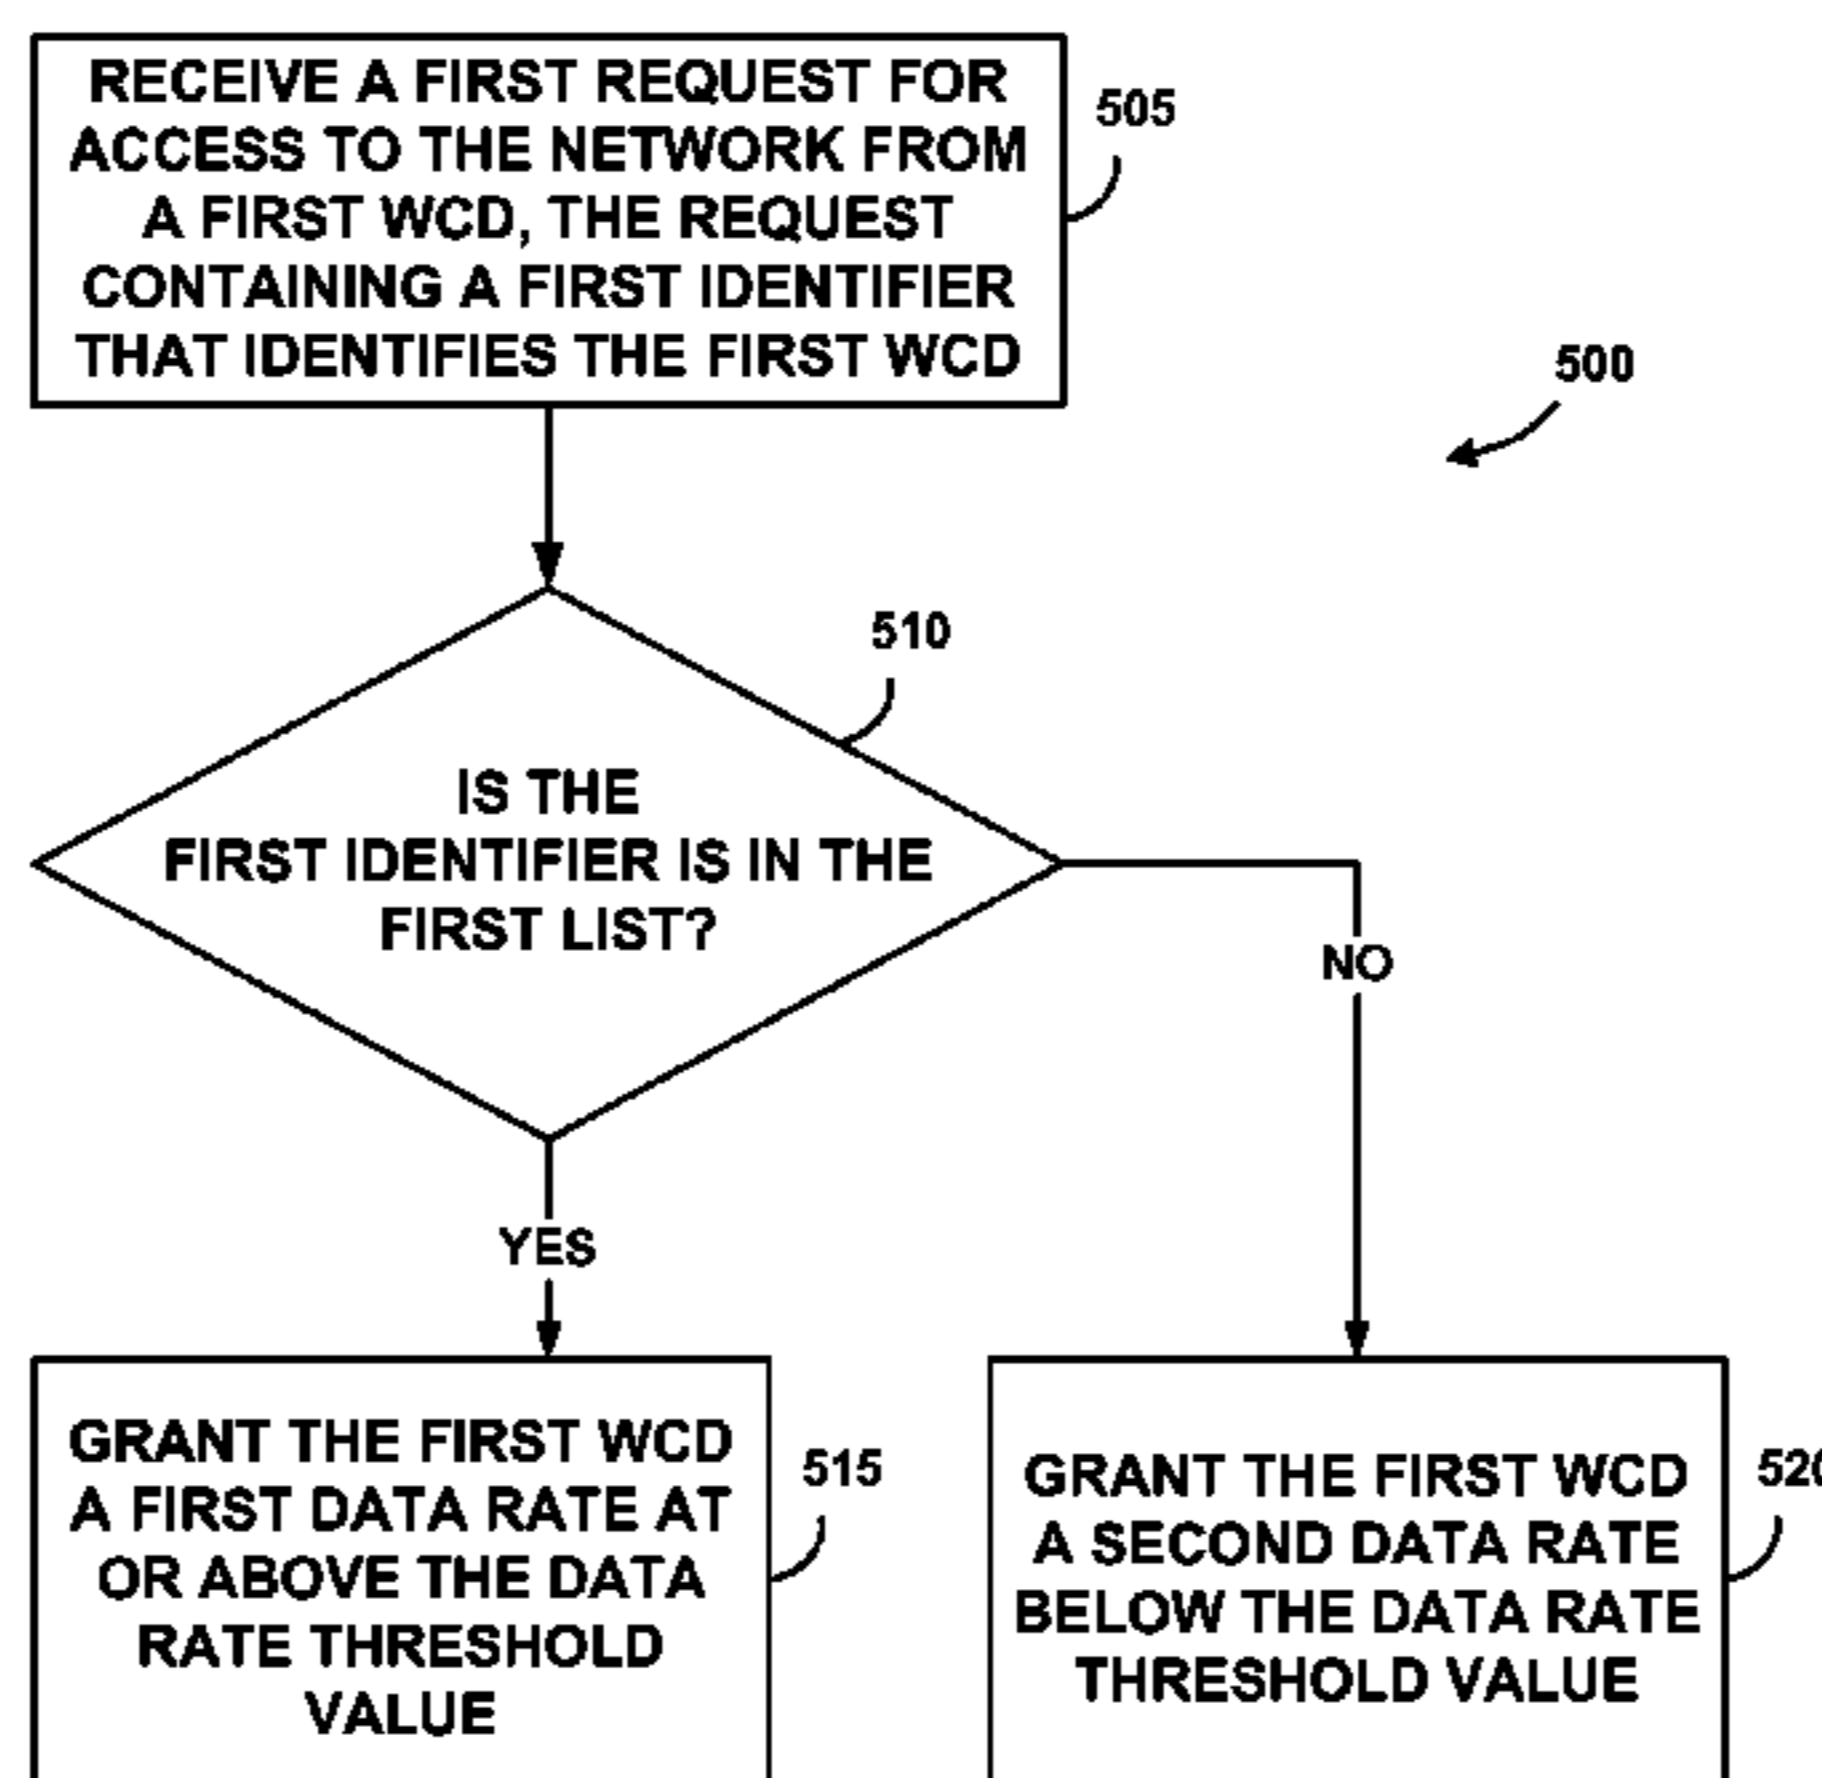 RECEIVE A FIRST REQUEST FOR
ACCESS TO THE NETWORK FROM
A FIRST WCD, THE REQUEST
CONTAINING A FIRST IDENTIFIER
THAT IDENTIFIES THE FIRST WCD
505
500
510
IS THE
FIRST IDENTIFIER IS IN THE
FIRST LIST?
NO
YES
GRANT THE FIRST WCD
A FIRST DATA RATE AT
OR ABOVE THE DATA
RATE THRESHOLD
VALUE
515
GRANT THE FIRST WCD
A SECOND DATA RATE
BELOW THE DATA RATE
THRESHOLD VALUE
520